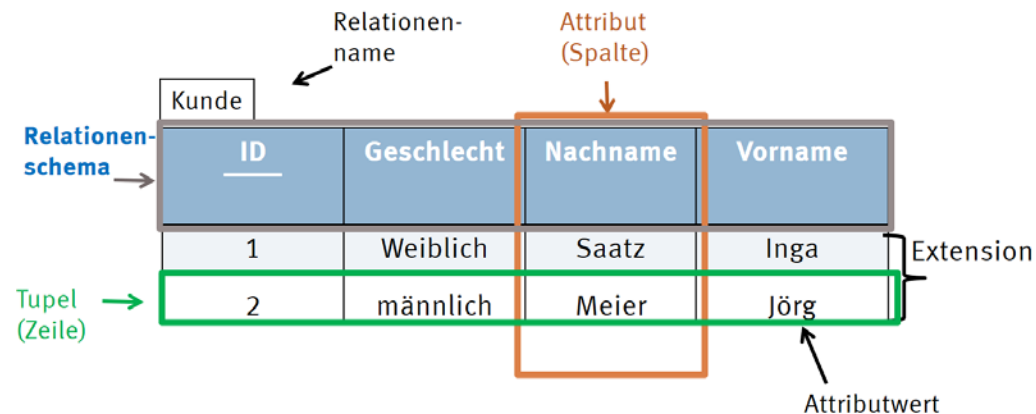 Relationen-
name
Attribut
(Spalte)
Kunde
Relationen-
schema
ID Geschlecht Nachname Vorname
1 Weiblich Saatz Inga
Extension
2 männlich Meier Jörg
Tupel
(Zeile)
Attributwert